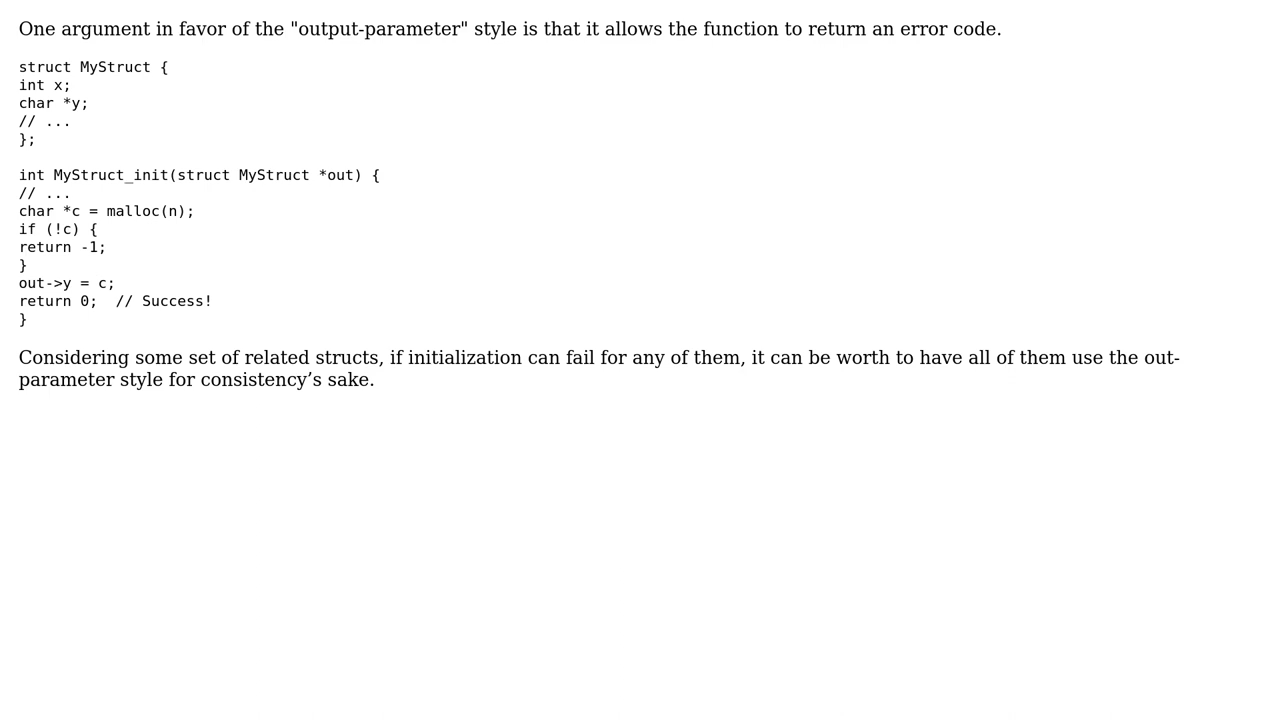 One argument in favor of the "output-parameter" style is that it allows the function to return an error code.
struct MyStruct {
int x;
char *y;
// ...
};
int MyStruct_init(struct MyStruct *out) {
// ...
char *c = malloc(n);
if (!c) {
return -1;
}
out->y = c;
return 0;  // Success!
}
Considering some set of related structs, if initialization can fail for any of them, it can be worth to have all of them use the out-
parameter style for consistency’s sake.